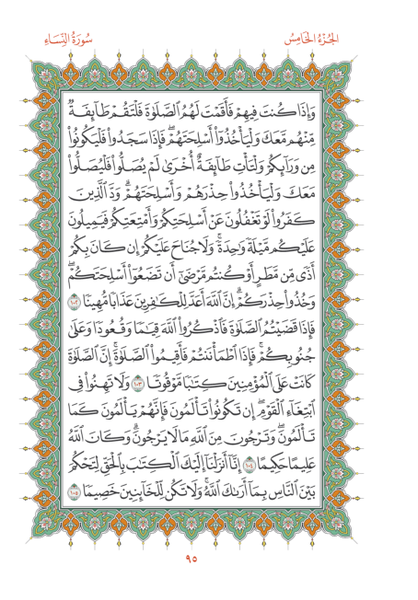 الجُزْءُ الخَامِسُ
سُورَةُ النِّسَاءِ
وَإِذَا كُنتَ فِيهِمْ فَأَقَمْتَ لَهُمُ ٱلصَّلَوٰةَ فَلْتَقُمْ طَآئِفَةٌ
مِّنْهُم مَّعَكَ وَلْيَأْخُذُوٓا۟ أَسْلِحَتَهُمْ فَإِذَا سَجَدُوا۟ فَلْيَكُونُوا۟
مِن وَرَآئِكُمْ وَلْتَأْتِ طَآئِفَةٌ أُخْرَىٰ لَمْ يُصَلُّوا۟ فَلْيُصَلُّوا۟
مَعَكَ وَلْيَأْخُذُوا۟ حِذْرَهُمْ وَأَسْلِحَتَهُمْ ۗ وَدَّ ٱلَّذِينَ
كَفَرُوا۟ لَوْ تَغْفُلُونَ عَنْ أَسْلِحَتِكُمْ وَأَمْتِعَتِكُمْ فَيَمِيلُونَ
عَلَيْكُم مَّيْلَةً وَٰحِدَةً ۚ وَلَا جُنَاحَ عَلَيْكُمْ إِن كَانَ بِكُمْ
أَذًى مِّن مَّطَرٍ أَوْ كُنتُم مَّرْضَىٰٓ أَن تَضَعُوٓا۟ أَسْلِحَتَكُمْ ۖ
وَخُذُوا۟ حِذْرَكُمْ ۗ إِنَّ ٱللَّهَ أَعَدَّ لِلْكَٰفِرِينَ عَذَابًا مُّهِينًا ١٠٢
فَإِذَا قَضَيْتُمُ ٱلصَّلَوٰةَ فَٱذْكُرُوا۟ ٱللَّهَ قِيَٰمًا وَقُعُودًا وَعَلَىٰ
جُنُوبِكُمْ ۚ فَإِذَا ٱطْمَأْنَنتُمْ فَأَقِيمُوا۟ ٱلصَّلَوٰةَ ۚ إِنَّ ٱلصَّلَوٰةَ
كَانَتْ عَلَى ٱلْمُؤْمِنِينَ كِتَٰبًا مَّوْقُوتًا ١٠٣ وَلَا تَهِنُوا۟ فِى
ٱبْتِغَآءِ ٱلْقَوْمِ ۖ إِن تَكُونُوا۟ تَأْلَمُونَ فَإِنَّهُمْ يَأْلَمُونَ كَمَا
تَأْلَمُونَ ۖ وَتَرْجُونَ مِنَ ٱللَّهِ مَا لَا يَرْجُونَ ۗ وَكَانَ ٱللَّهُ
عَلِيمًا حَكِيمًا ١٠٤ إِنَّآ أَنزَلْنَآ إِلَيْكَ ٱلْكِتَٰبَ بِٱلْحَقِّ لِتَحْكُمَ
بَيْنَ ٱلنَّاسِ بِمَآ أَرَىٰكَ ٱللَّهُ ۚ وَلَا تَكُن لِّلْخَآئِنِينَ خَصِيمًا ١٠٥
٩٥